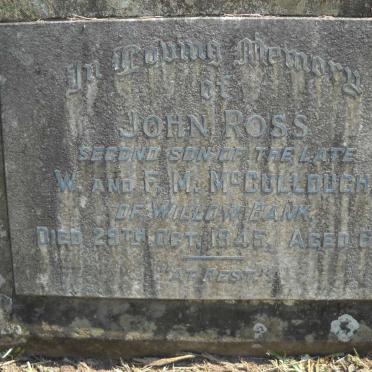 In Loving Memory
of
JOHN ROSS
SECOND SON OF THE LATE
W. AND F. M. MCCULLOUGH
OF WILLOW BANK
DIED 29TH OCT. 1945. AGED
"AT REST"